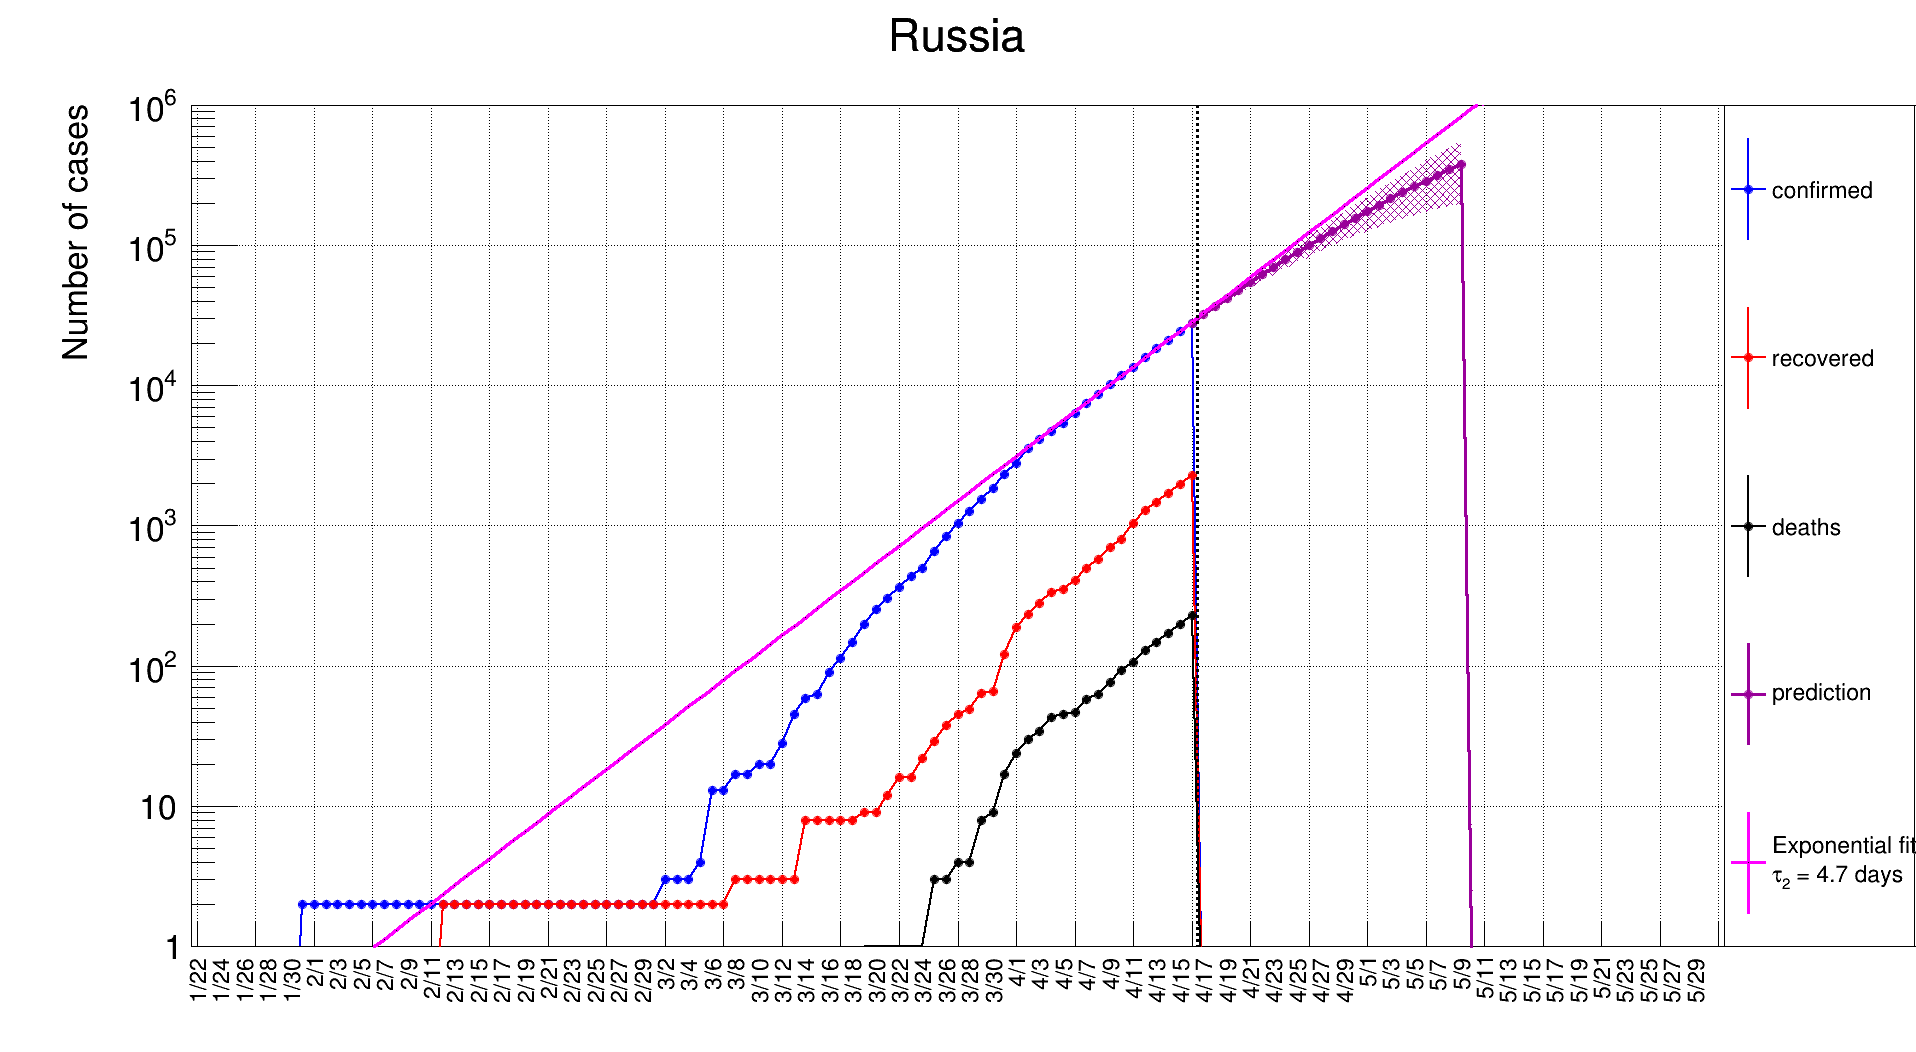 Russia
Number of cases
10^6
10^5
10^4
10^3
10^2
10
1
1/22 1/24 1/26 1/28 1/30 2/1 2/3 2/5 2/7 2/9 2/11 2/13 2/15 2/17 2/19 2/21 2/23 2/25 2/27 2/29 3/2 3/4 3/6 3/8 3/10 3/12 3/14 3/16 3/18 3/20 3/22 3/24 3/26 3/28 3/30 4/1 4/3 4/5 4/7 4/9 4/11 4/13 4/15 4/17 4/19 4/21 4/23 4/25 4/27 4/29 5/1 5/3 5/5 5/7 5/9 5/11 5/13 5/15 5/17 5/19 5/21 5/23 5/25 5/27 5/29
confirmed
recovered
deaths
prediction
Exponential fit
τ₂ = 4.7 days